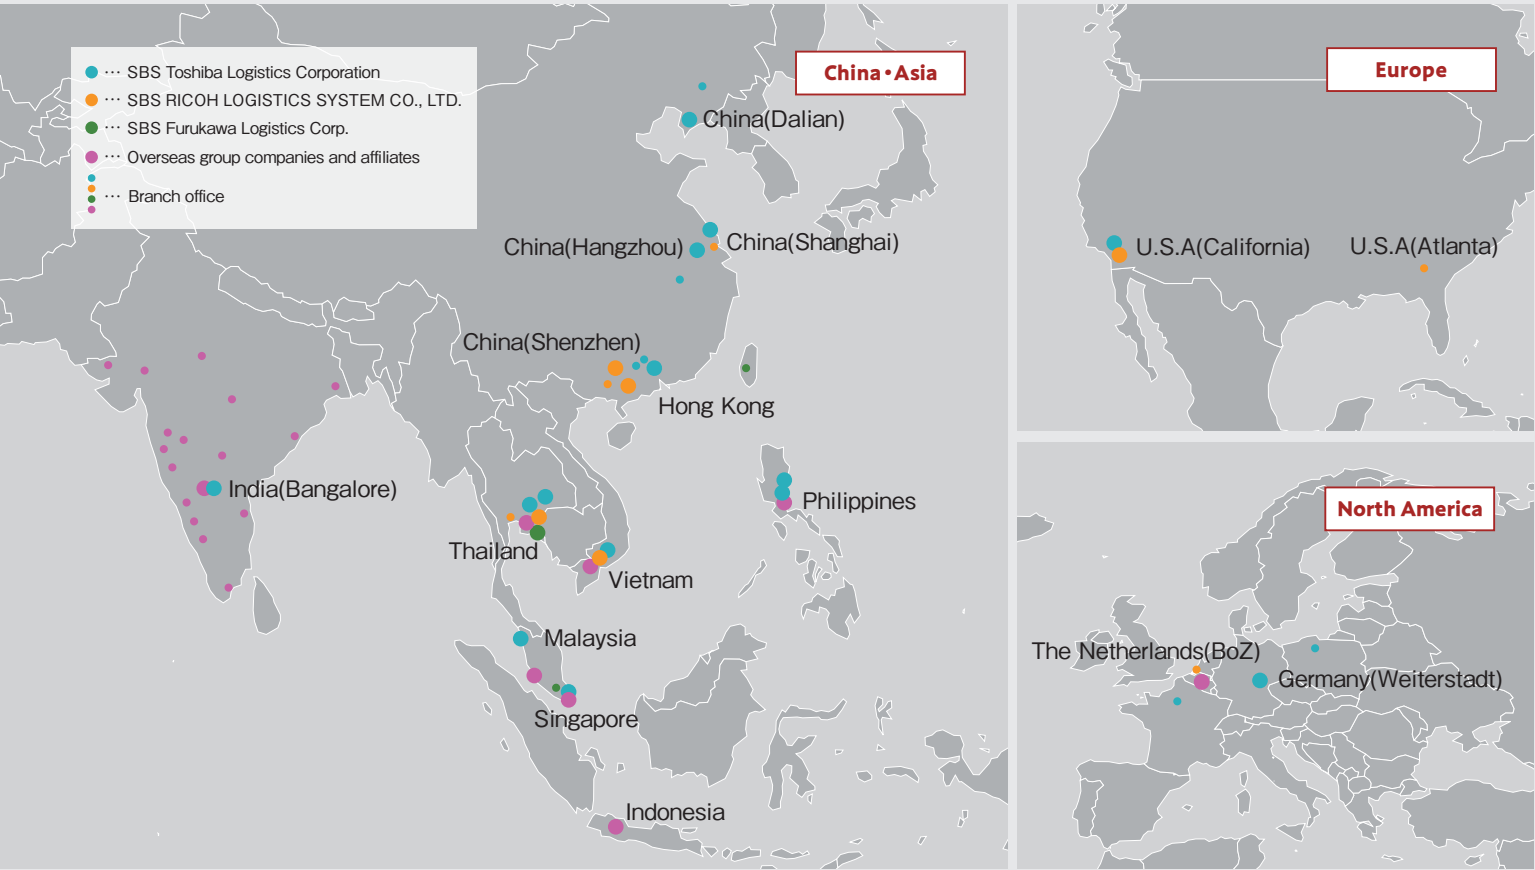 ··· SBS Toshiba Logistics Corporation
··· SBS RICOH LOGISTICS SYSTEM CO., LTD.
··· SBS Furukawa Logistics Corp.
··· Overseas group companies and affiliates
··· Branch office
China・Asia
China(Dalian)
China(Hangzhou)
China(Shanghai)
China(Shenzhen)
Hong Kong
India(Bangalore)
Philippines
Thailand
Vietnam
Malaysia
Singapore
Indonesia
Europe
U.S.A(California)
U.S.A(Atlanta)
North America
The Netherlands(BoZ)
Germany(Weiterstadt)